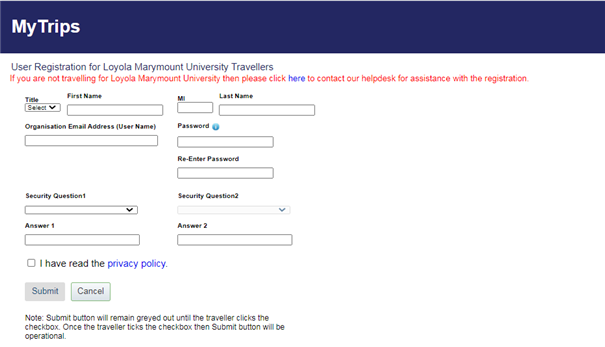 MyTrips
User Registration for Loyola Marymount University Travellers
If you are not travelling for Loyola Marymount University then please click here to contact our helpdesk for assistance with the registration.
Title First Name MI Last Name
Select
Organisation Email Address (User Name) Password
Re-Enter Password
Security Question1 Security Question2
Answer 1 Answer 2
I have read the privacy policy.
Submit Cancel
Note: Submit button will remain greyed out until the traveller clicks the
checkbox. Once the traveller ticks the checkbox then Submit button will be
operational.